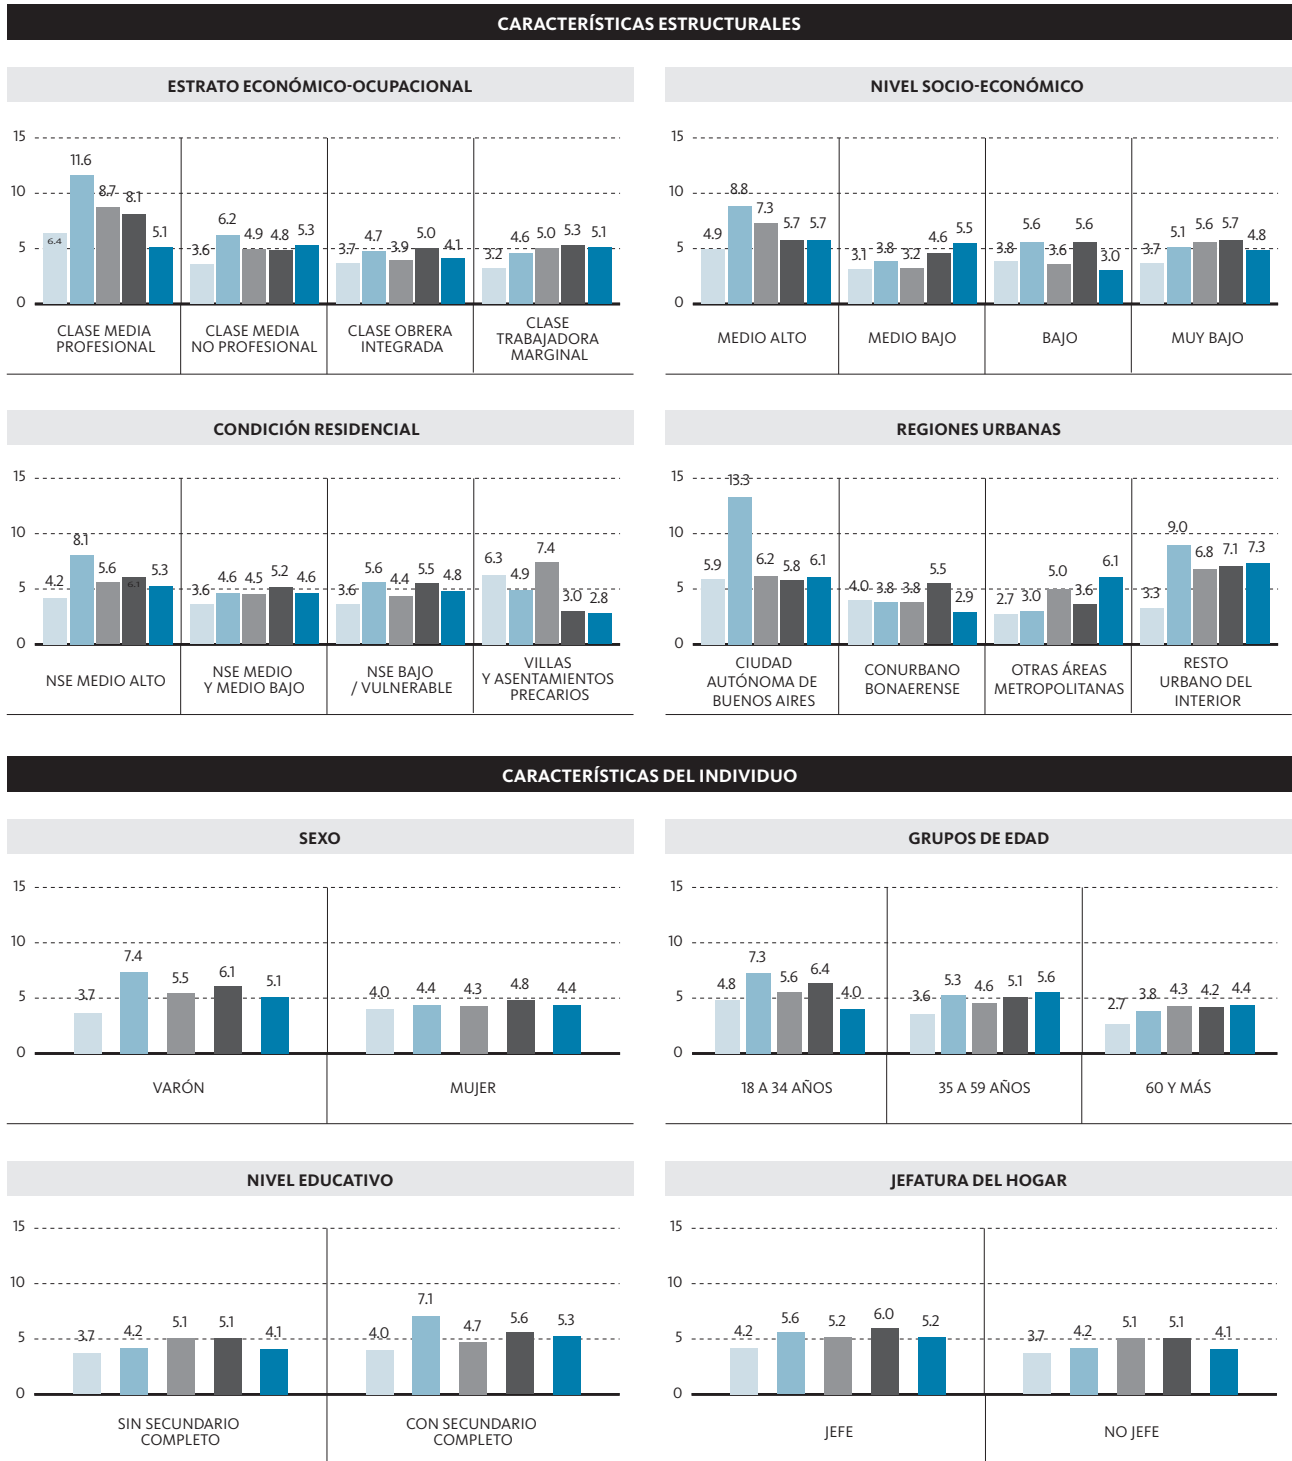 CARACTERÍSTICAS ESTRUCTURALES
ESTRATO ECONÓMICO-OCUPACIONAL
15
10
5
0
6.4 11.6 8.7 8.1 5.1
3.6 6.2 4.9 4.8 5.3
3.7 4.7 3.9 5.0 4.1
3.2 4.6 5.0 5.3 5.1
CLASE MEDIA
PROFESIONAL
CLASE MEDIA
NO PROFESIONAL
CLASE OBRERA
INTEGRADA
CLASE
TRABAJADORA
MARGINAL
NIVEL SOCIO-ECONÓMICO
15
10
5
0
4.9 8.8 7.3 5.7 5.7
3.1 3.8 3.2 4.6 5.5
3.8 5.6 3.6 5.6 3.0
3.7 5.1 5.6 5.7 4.8
MEDIO ALTO
MEDIO BAJO
BAJO
MUY BAJO
CONDICIÓN RESIDENCIAL
15
10
5
0
4.2 8.1 5.6 6.1 5.3
3.6 4.6 4.5 5.2 4.6
3.6 5.6 4.4 5.5 4.8
6.3 4.9 7.4 3.0 2.8
NSE MEDIO ALTO
NSE MEDIO
Y MEDIO BAJO
NSE BAJO
/ VULNERABLE
VILLAS
Y ASENTAMIENTOS
PRECARIOS
REGIONES URBANAS
15
10
5
0
5.9 13.3 6.2 5.8 6.1
4.0 3.8 3.8 5.5 2.9
2.7 3.0 5.0 3.6 6.1
3.3 9.0 6.8 7.1 7.3
CIUDAD
AUTÓNOMA DE
BUENOS AIRES
CONURBANO
BONAERENSE
OTRAS ÁREAS
METROPOLITANAS
RESTO
URBANO DEL
INTERIOR
CARACTERÍSTICAS DEL INDIVIDUO
SEXO
15
10
5
0
3.7 7.4 5.5 6.1 5.1
4.0 4.4 4.3 4.8 4.4
VARÓN
MUJER
GRUPOS DE EDAD
15
10
5
0
4.8 7.3 5.6 6.4 4.0
3.6 5.3 4.6 5.1 5.6
2.7 3.8 4.3 4.2 4.4
18 A 34 AÑOS
35 A 59 AÑOS
60 Y MÁS
NIVEL EDUCATIVO
15
10
5
0
3.7 4.2 5.1 5.1 4.1
4.0 7.1 4.7 5.6 5.3
SIN SECUNDARIO
COMPLETO
CON SECUNDARIO
COMPLETO
JEFATURA DEL HOGAR
15
10
5
0
4.2 5.6 5.2 6.0 5.2
3.7 4.2 5.1 5.1 4.1
JEFE
NO JEFE